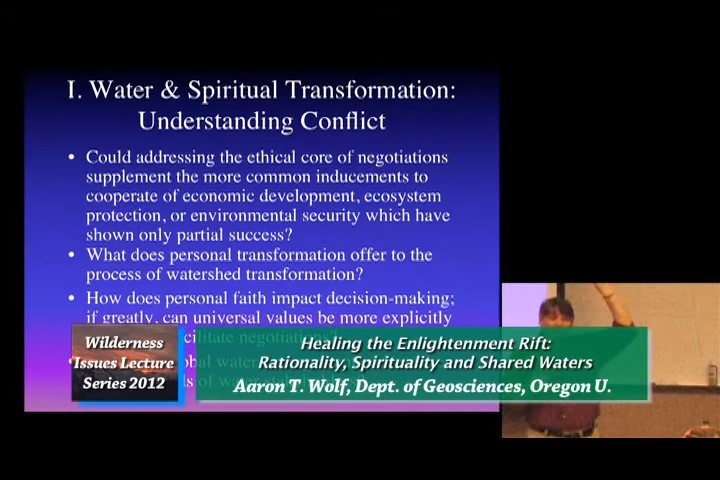 I. Water & Spiritual Transformation:
Understanding Conflict
• Could addressing the ethical core of negotiations
supplement the more common inducements to
cooperate of economic development, ecosystem
protection, or environmental security which have
shown only partial success?
• What does personal transformation offer to the
process of watershed transformation?
• How does personal faith impact decision-making;
if greatly, can universal values be more explicitly
facilitate negotiations?
Wilderness
Issues Lecture
Series 2012
Healing the Enlightenment Rift:
Rationality, Spirituality and Shared Waters
Aaron T. Wolf, Dept. of Geosciences, Oregon U.